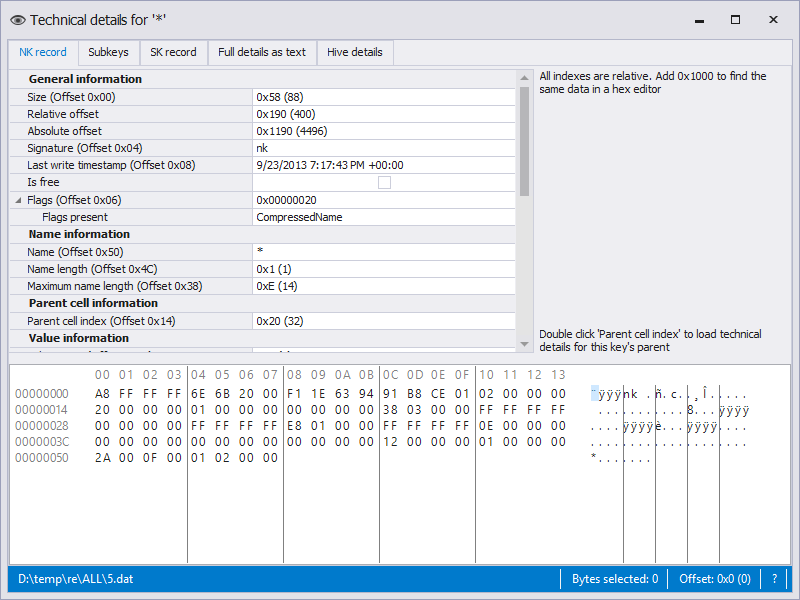 Technical details for '*'
NK record Subkeys SK record Full details as text Hive details
General information
Size (Offset 0x00) 0x58 (88)
Relative offset 0x190 (400)
Absolute offset 0x1190 (4496)
Signature (Offset 0x04) nk
Last write timestamp (Offset 0x08) 9/23/2013 7:17:43 PM +00:00
Is free
Flags (Offset 0x06) 0x00000020
Flags present CompressedName
Name information
Name (Offset 0x50) *
Name length (Offset 0x4C) 0x1 (1)
Maximum name length (Offset 0x38) 0xE (14)
Parent cell information
Parent cell index (Offset 0x14) 0x20 (32)
Value information
All indexes are relative. Add 0x1000 to find the
same data in a hex editor
Double click 'Parent cell index' to load technical
details for this key's parent
00 01 02 03 04 05 06 07 08 09 0A 0B 0C 0D 0E 0F 10 11 12 13
00000000 A8 FF FF FF 6E 6B 20 00 F1 1E 63 94 91 B8 CE 01 02 00 00 00 ¨ÿÿÿnk .ñ.c..¸Î.....
00000014 20 00 00 00 01 00 00 00 00 00 00 00 38 03 00 00 FF FF FF FF ...........8...ÿÿÿÿ
00000028 00 00 00 00 FF FF FF FF E8 01 00 00 FF FF FF FF 0E 00 00 00 ....ÿÿÿÿè...ÿÿÿÿ....
0000003C 00 00 00 00 00 00 00 00 00 00 00 00 12 00 00 00 01 00 00 00 ....................
00000050 2A 00 0F 00 01 02 00 00 *.......
D:\temp\re\ALL\5.dat Bytes selected: 0 Offset: 0x0 (0) ?